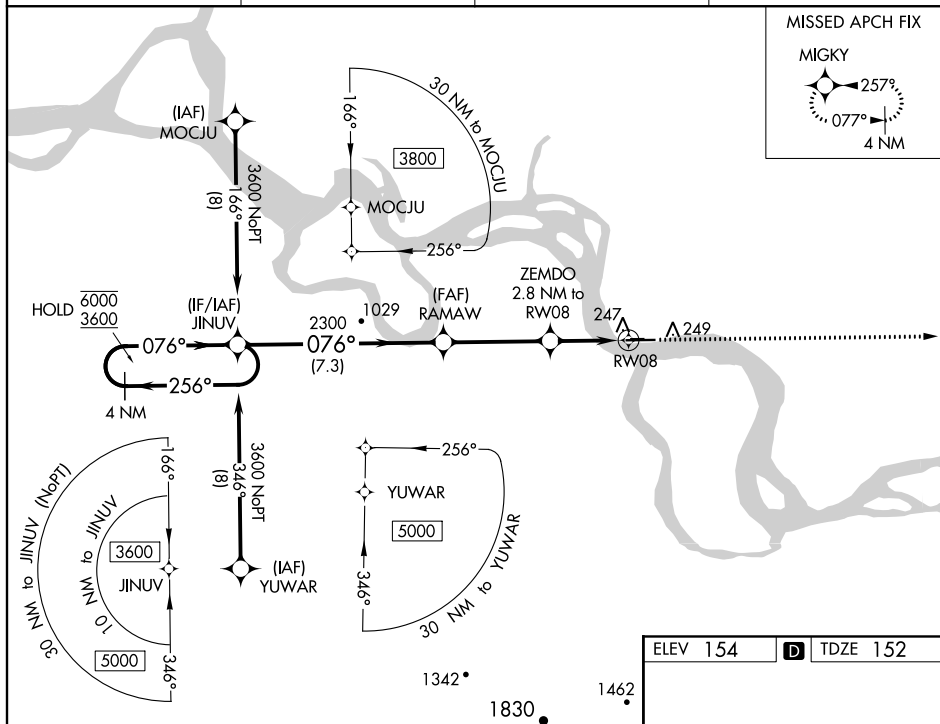 MISSED APCH FIX
MIGKY
257°
077°
4 NM
(IAF)
MOCJU
3600 NoPT
166°
(8)
30 NM to MOCJU
166°
3800
MOCJU
256°
HOLD
6000
3600
(IF/IAF)
JINUV
076°
256°
4 NM
2300
076°
(7.3)
1029
(FAF)
RAMAW
ZEMDO
2.8 NM to
RW08
247
249
RW08
3600 NoPT
346°
(8)
(IAF)
YUWAR
30 NM to JINUV (NoPT)
10 NM to JINUV
166°
3600
JINUV
5000
346°
256°
YUWAR
5000
346°
30 NM to YUWAR
1342
1462
1830
ELEV 154 D TDZE 152